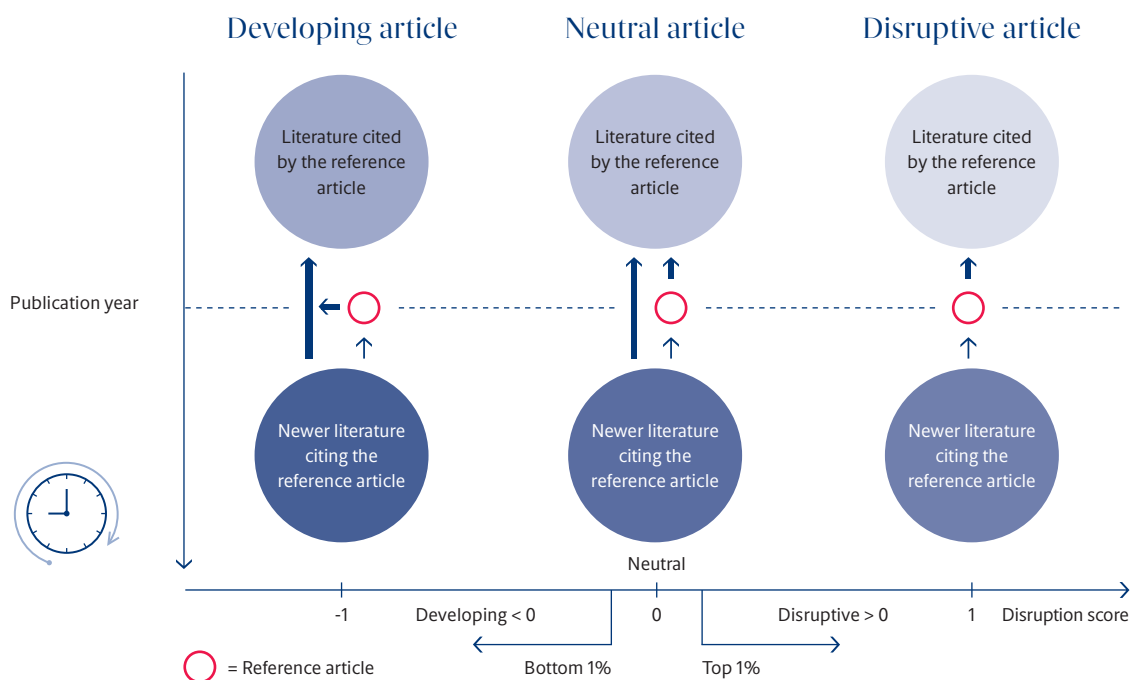 Developing article
Neutral article
Disruptive article
Literature cited
by the reference
article
Literature cited
by the reference
article
Literature cited
by the reference
article
Publication year
Newer literature
citing the
reference article
Newer literature
citing the
reference article
Newer literature
citing the
reference article
Neutral
-1
Developing < 0
0
Disruptive > 0
1
Disruption score
= Reference article
Bottom 1%
Top 1%